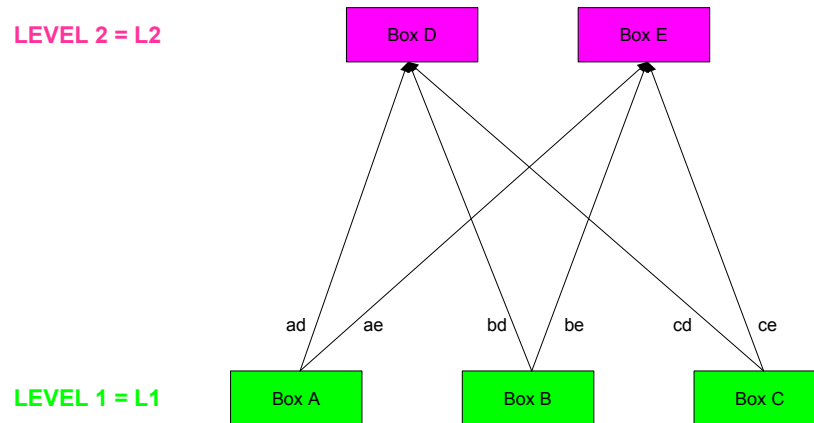 LEVEL 2 = L2
Box D
Box E
ad
ae
bd
be
cd
ce
LEVEL 1 = L1
Box A
Box B
Box C